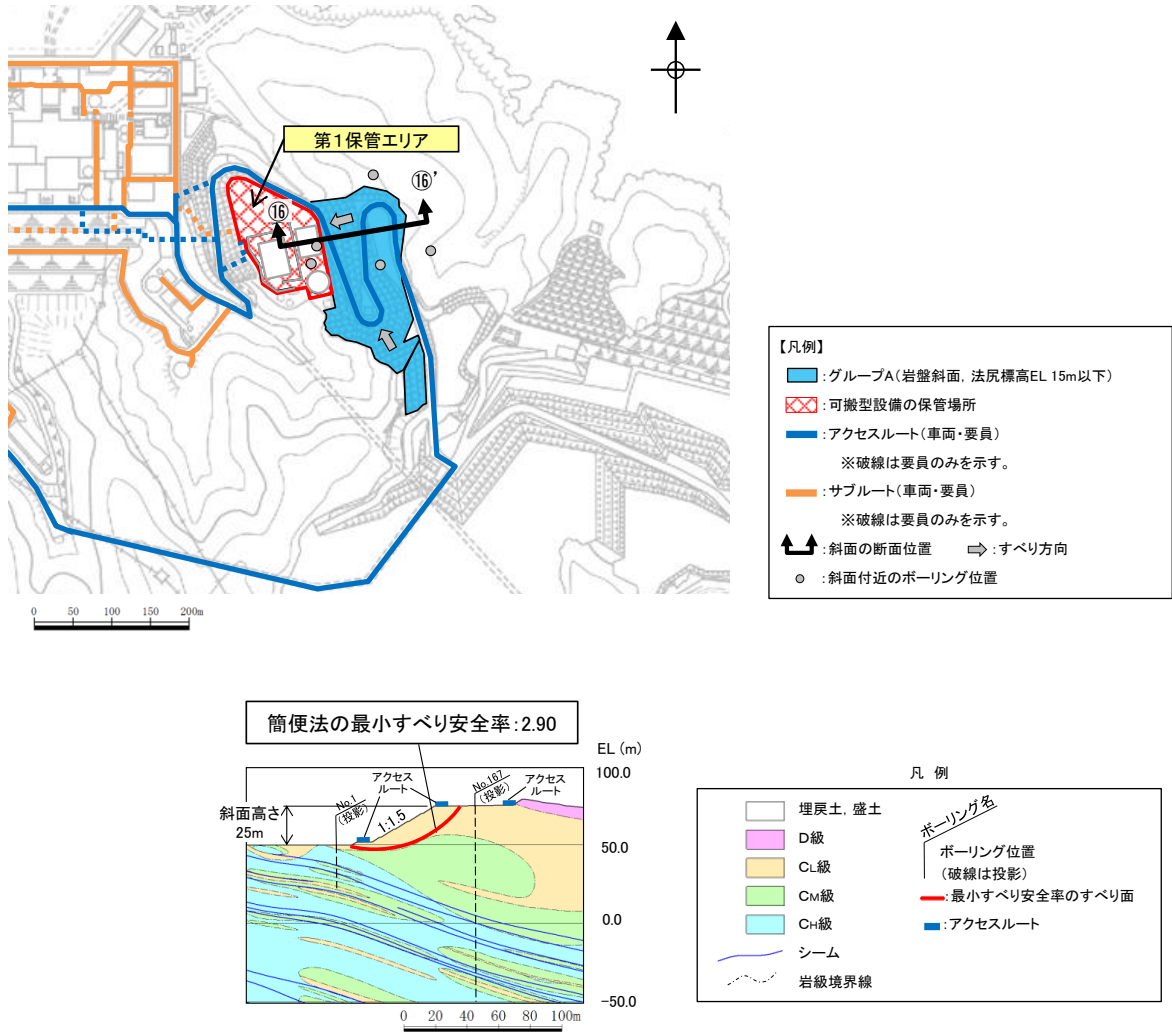 第1保管エリア
⑯
⑯'
【凡例】
:グループA(岩盤斜面, 法尻標高EL 15m以下)
:可搬型設備の保管場所
:アクセスルート(車両・要員)
※破線は要員のみを示す。
:サブルート(車両・要員)
※破線は要員のみを示す。
:斜面の断面位置 :すべり方向
:斜面付近のボーリング位置
0 50 100 150 200m
簡便法の最小すべり安全率:2.90
EL (m)
100.0
50.0
0.0
-50.0
斜面高さ
25m
No.1
(投影)
アクセス
ルート
1:1.5
No.167
(投影)
アクセス
ルート
0 20 40 60 80 100m
凡 例
埋戻土, 盛土
D級
CL級
CM級
CH級
シーム
岩級境界線
ボーリング名
ボーリング位置
(破線は投影)
:最小すべり安全率のすべり面
:アクセスルート